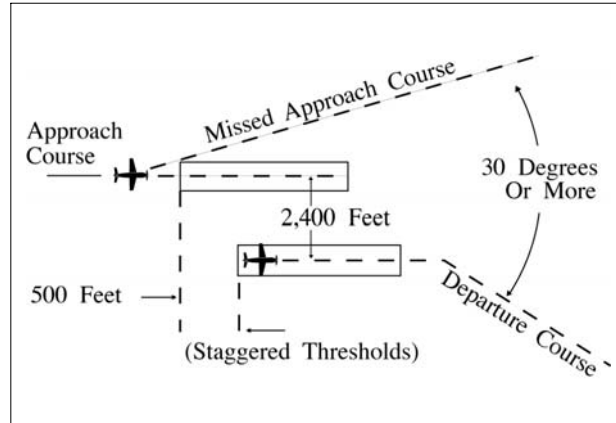 Missed Approach Course
Approach
Course
30 Degrees
Or More
2,400 Feet
500 Feet
Departure Course
(Staggered Thresholds)